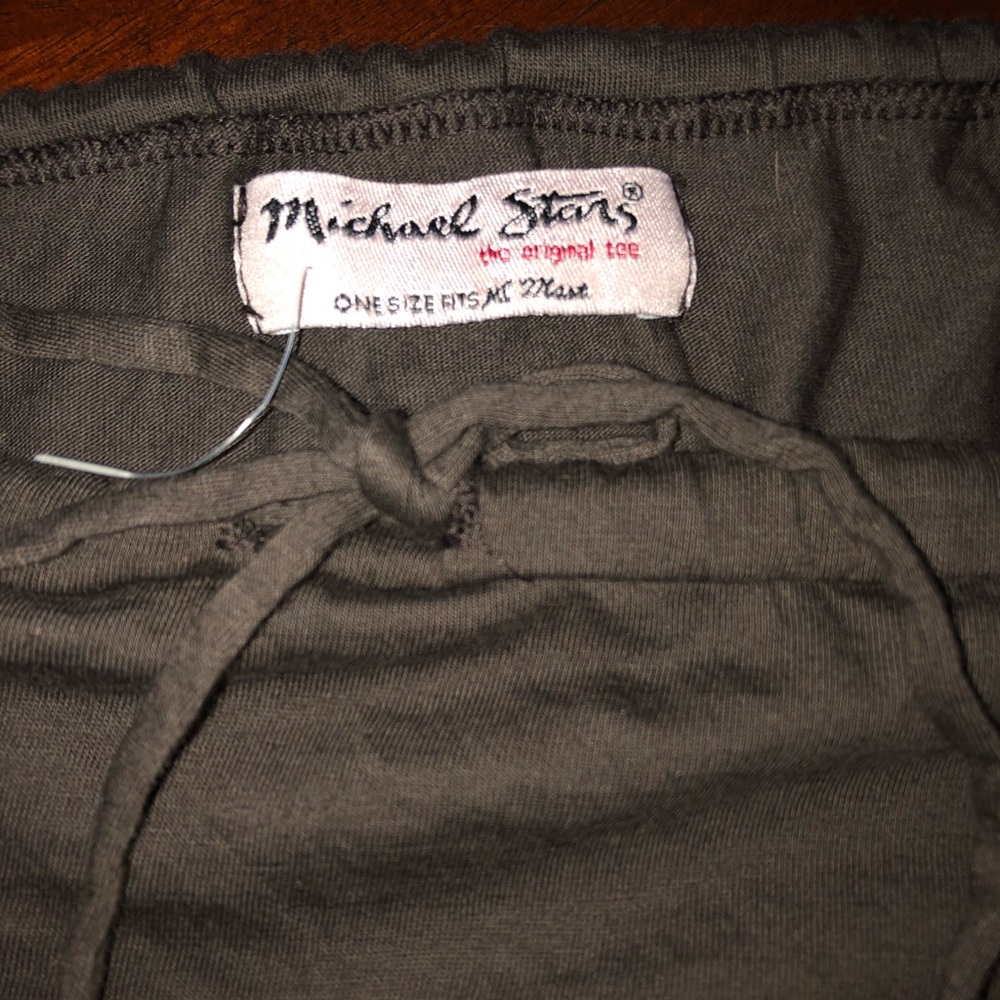 Michael Stars®
the original tee
ONE SIZE FITS Most